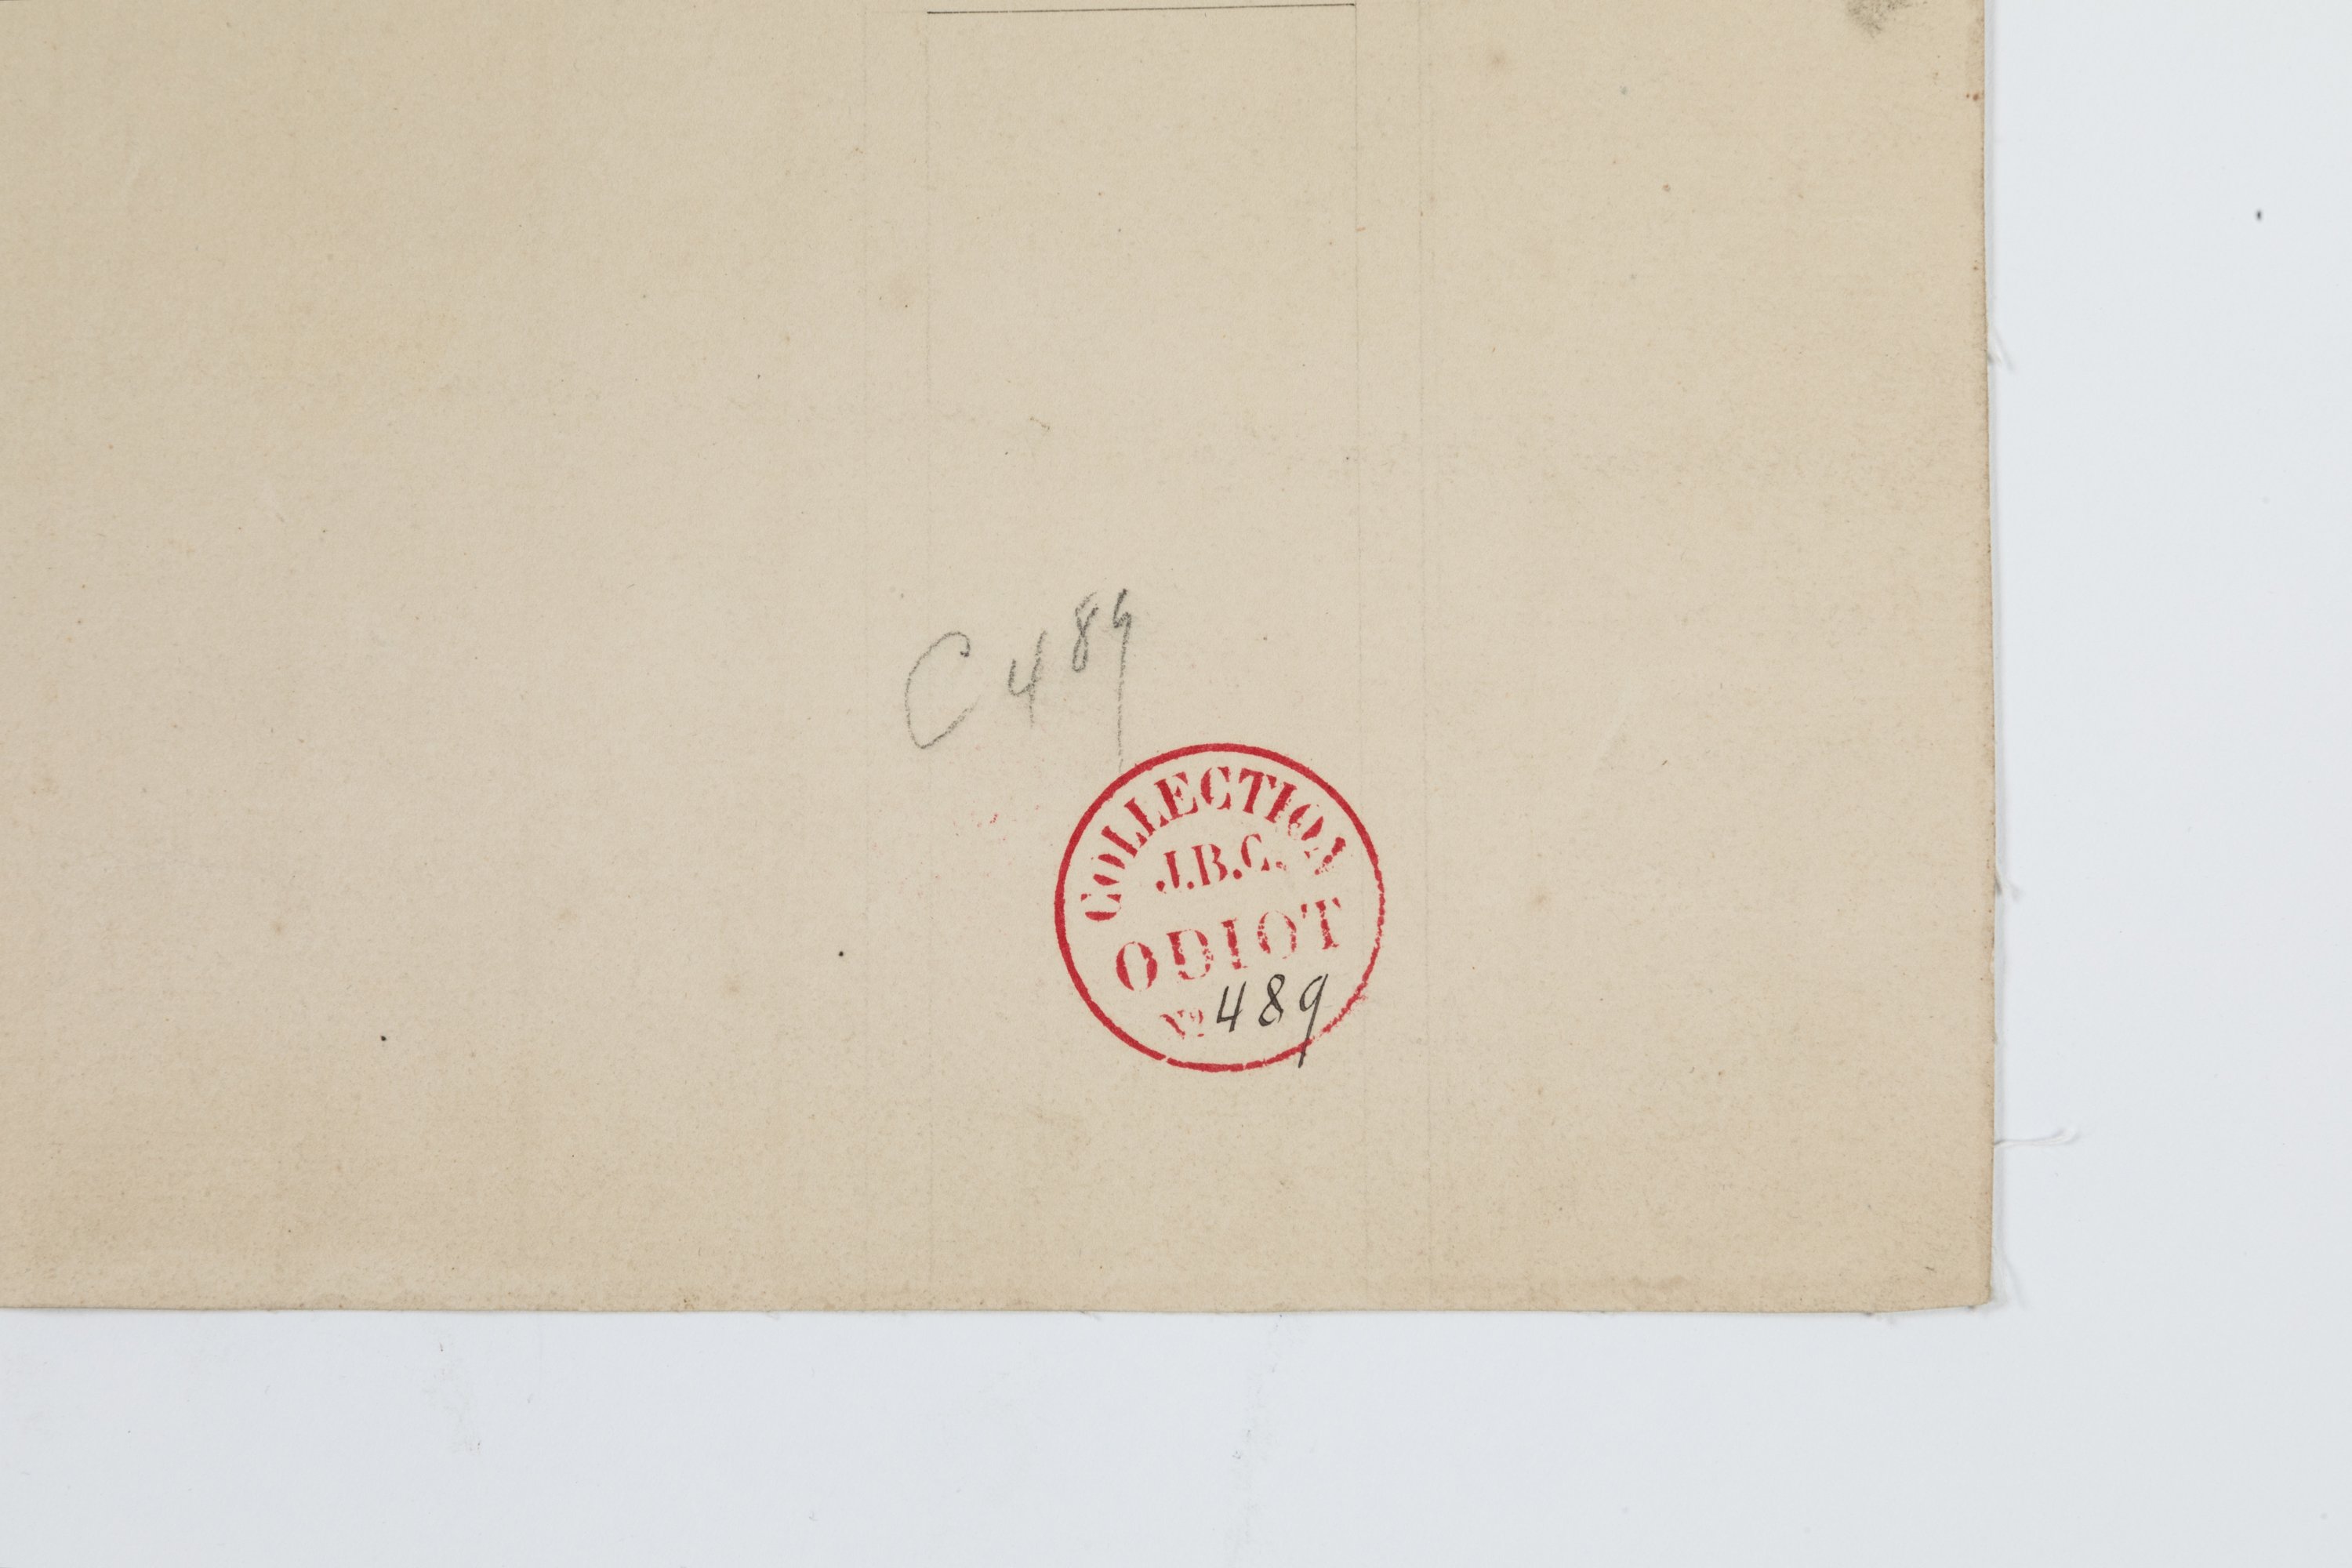 C 489
COLLECTION
J.B.C.
ODIOT
Nº 489